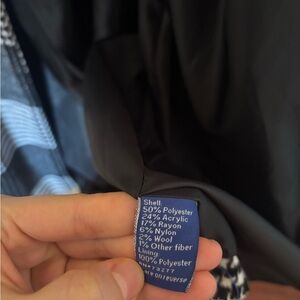 Shell:
50% Polyester
24% Acrylic
17% Rayon
6% Nylon
2% Wool
1% Other fiber
Lining:
100% Polyester